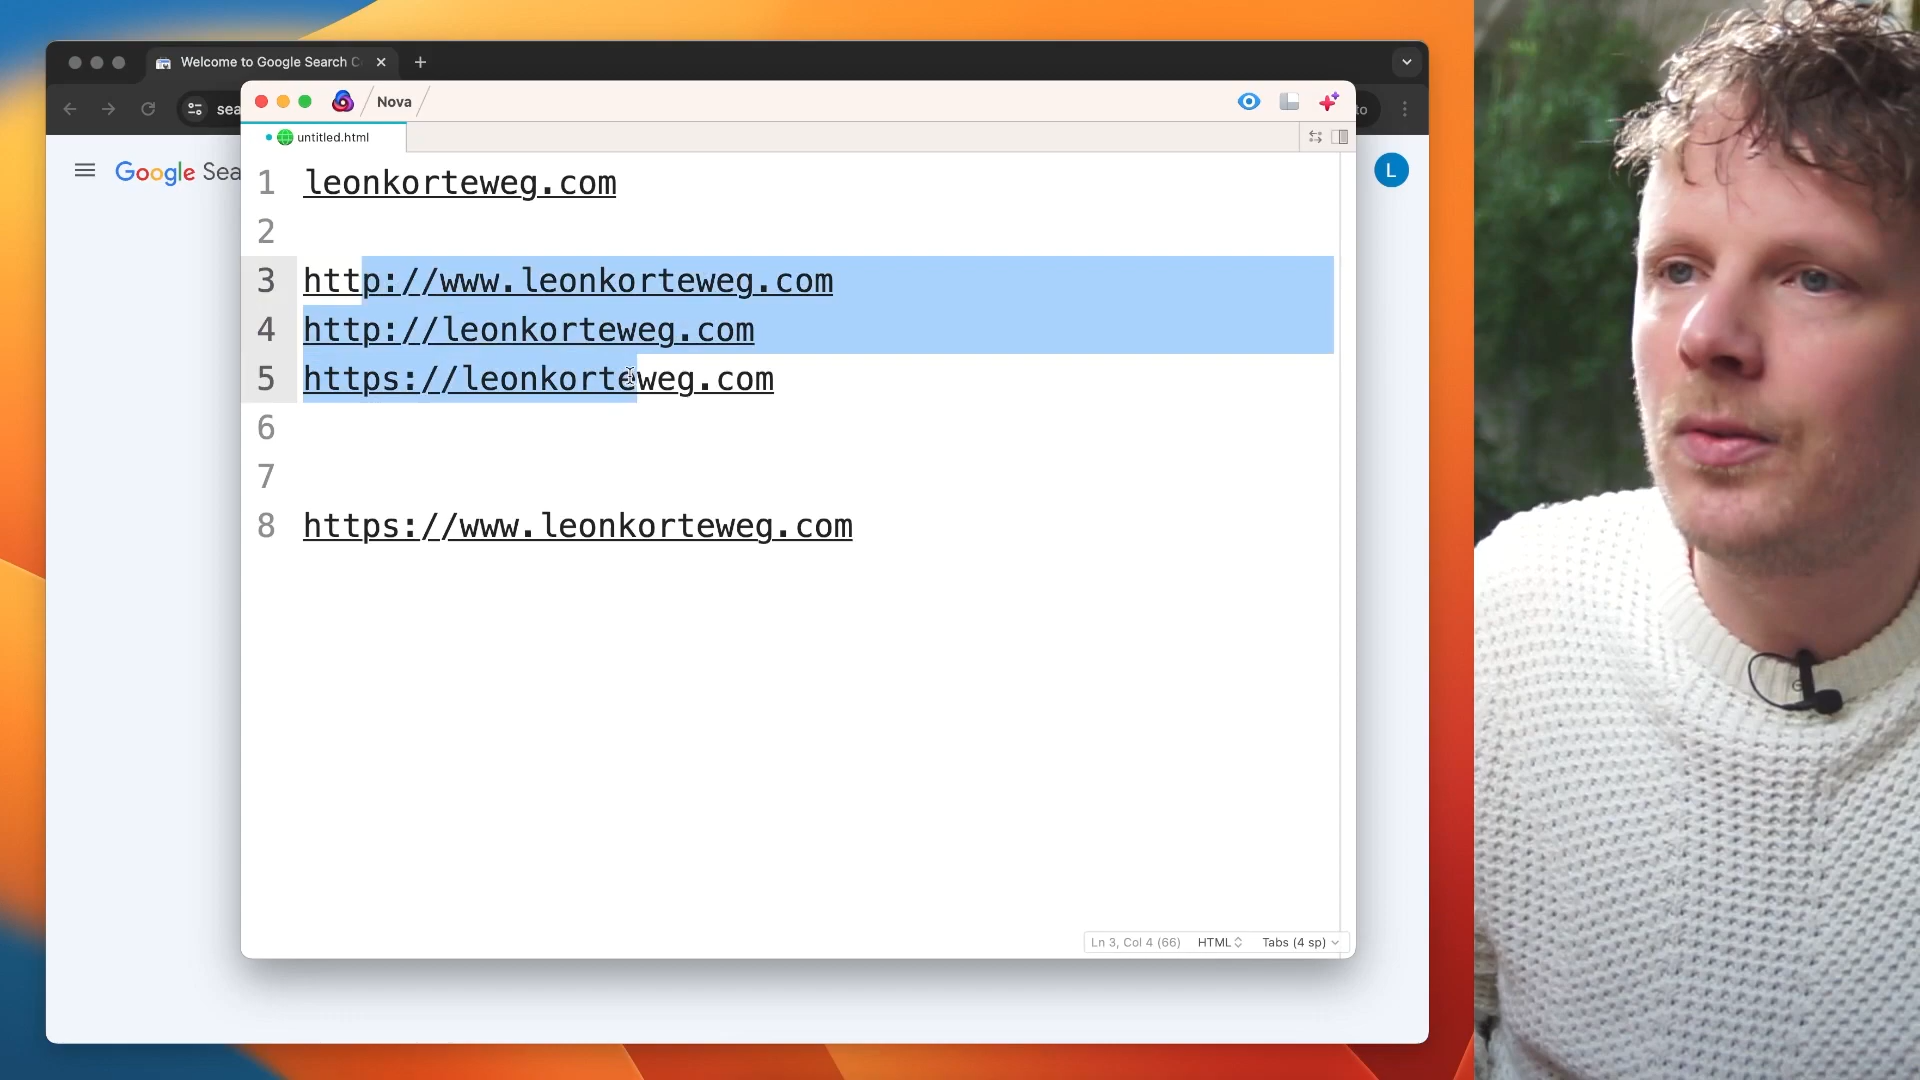 Welcome to Google Search C
sea
to
Nova
untitled.html
Google Sea
L
1 leonkorteweg.com
2
3 http://www.leonkorteweg.com
4 http://leonkorteweg.com
5 https://leonkorteweg.com
6
7
8 https://www.leonkorteweg.com
Ln 3, Col 4 (66) HTML Tabs (4 sp)